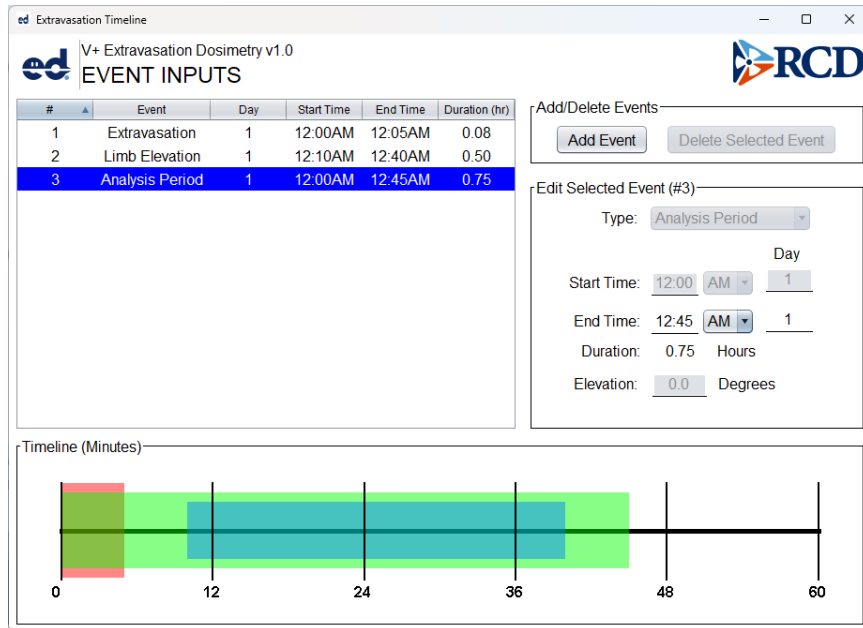 ed Extravasation Timeline
ed. V+ Extravasation Dosimetry v1.0
EVENT INPUTS
RCD
# Event Day Start Time End Time Duration (hr)
1 Extravasation 1 12:00AM 12:05AM 0.08
2 Limb Elevation 1 12:10AM 12:40AM 0.50
3 Analysis Period 1 12:00AM 12:45AM 0.75
Add/Delete Events
Add Event Delete Selected Event
Edit Selected Event (#3)
Type: Analysis Period
Day
Start Time: 12:00 AM 1
End Time: 12:45 AM 1
Duration: 0.75 Hours
Elevation: 0.0 Degrees
Timeline (Minutes)
0 12 24 36 48 60